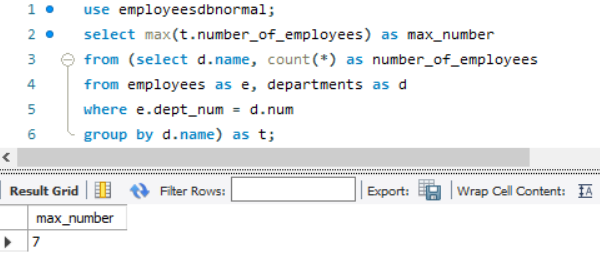 1 use employeesdbnormal;
2 select max(t.number_of_employees) as max_number
3 from (select d.name, count(*) as number_of_employees
4 from employees as e, departments as d
5 where e.dept_num = d.num
6 group by d.name) as t;
Result Grid Filter Rows: Export: Wrap Cell Content:
max_number
7